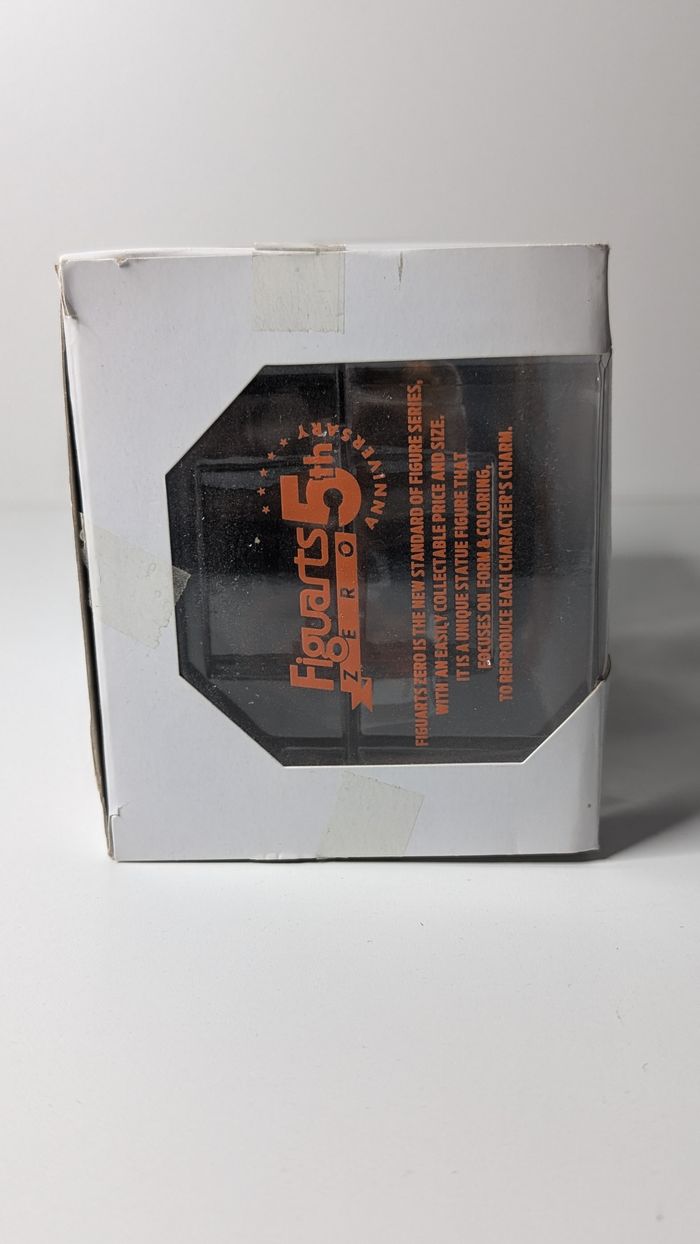 Figuarts
ZERO
5th
ANNIVERSARY
FIGUARTS ZERO IS THE NEW STANDARD OF FIGURE SERIES,
WITH AN EASILY COLLECTABLE PRICE AND SIZE.
IT IS A UNIQUE STATUE FIGURE THAT
FOCUSES ON FORM & COLORING,
TO REPRODUCE EACH CHARACTER'S CHARM.